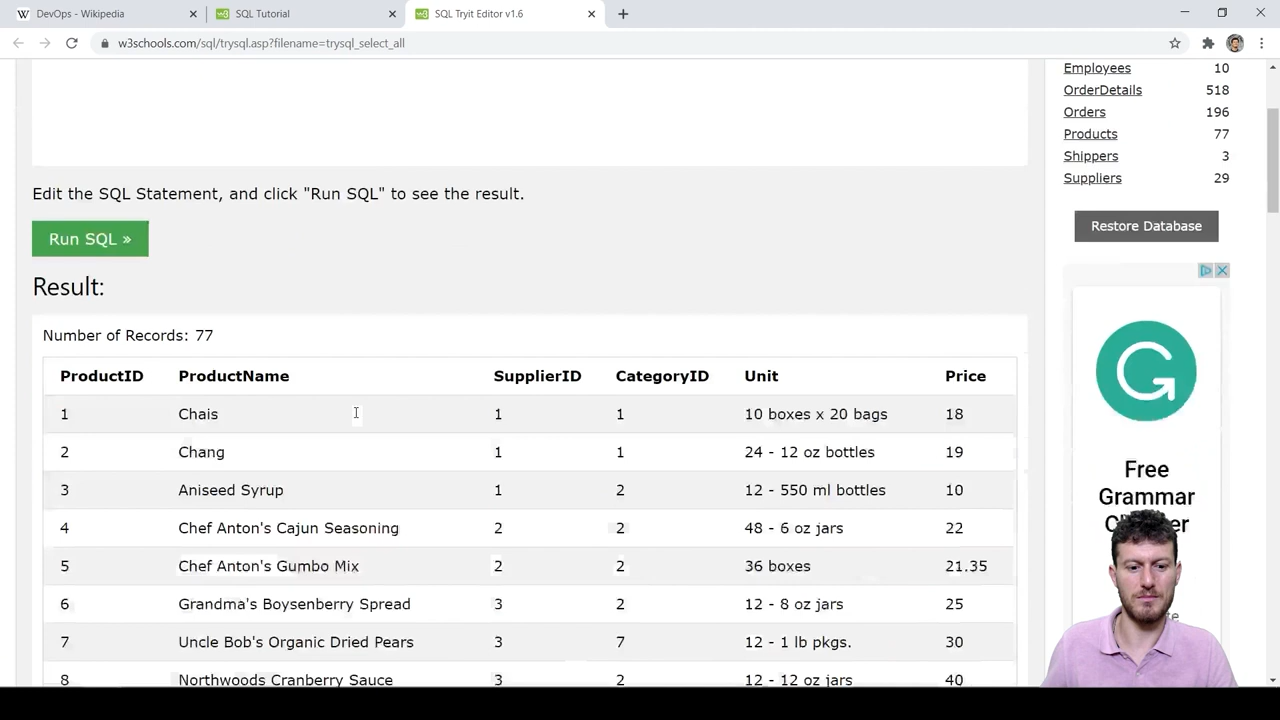 DevOps - Wikipedia
SQL Tutorial
SQL Tryit Editor v1.6
w3schools.com/sql/trysql.asp?filename=trysql_select_all
Employees 10
OrderDetails 518
Orders 196
Products 77
Shippers 3
Suppliers 29
Restore Database
Edit the SQL Statement, and click "Run SQL" to see the result.
Run SQL »
Result:
Number of Records: 77
ProductID ProductName SupplierID CategoryID Unit Price
1 Chais 1 1 10 boxes x 20 bags 18
2 Chang 1 1 24 - 12 oz bottles 19
3 Aniseed Syrup 1 2 12 - 550 ml bottles 10
4 Chef Anton's Cajun Seasoning 2 2 48 - 6 oz jars 22
5 Chef Anton's Gumbo Mix 2 2 36 boxes 21.35
6 Grandma's Boysenberry Spread 3 2 12 - 8 oz jars 25
7 Uncle Bob's Organic Dried Pears 3 7 12 - 1 lb pkgs. 30
8 Northwoods Cranberry Sauce 3 2 12 - 12 oz jars 40
Free
Grammar